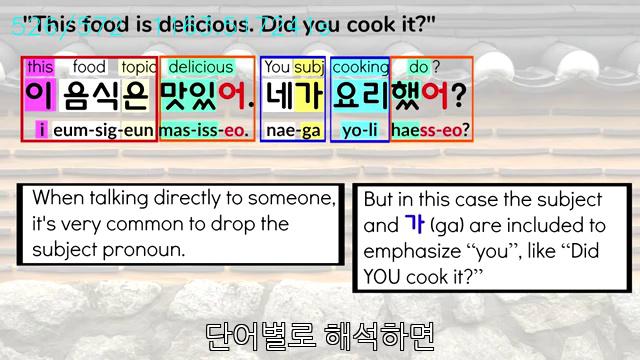 "This food is delicious. Did you cook it?"
this food topic delicious You subj cooking do ?
이 음식은 맛있어. 네가 요리했어?
i eum-sig-eun mas-iss-eo. nae-ga yo-li haess-eo?
When talking directly to someone,
it's very common to drop the
subject pronoun.
But in this case the subject
and 가 (ga) are included to
emphasize “you”, like “Did
YOU cook it?”
단어별로 해석하면